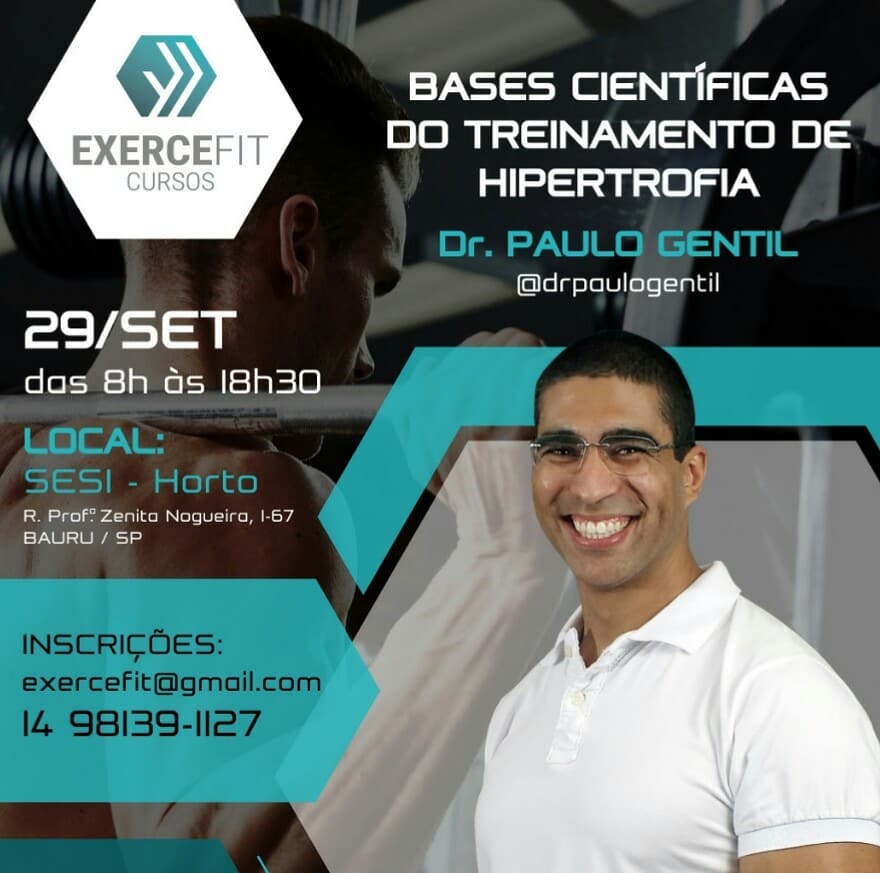 EXERCEFIT
CURSOS
BASES CIENTÍFICAS
DO TREINAMENTO DE
HIPERTROFIA
Dr. PAULO GENTIL
@drpaulogentil
29/SET
das 8h às 18h30
LOCAL:
SESI - Horto
R. Profª. Zenita Nogueira, 1-67
BAURU / SP
INSCRIÇÕES:
exercefit@gmail.com
14 98139-1127